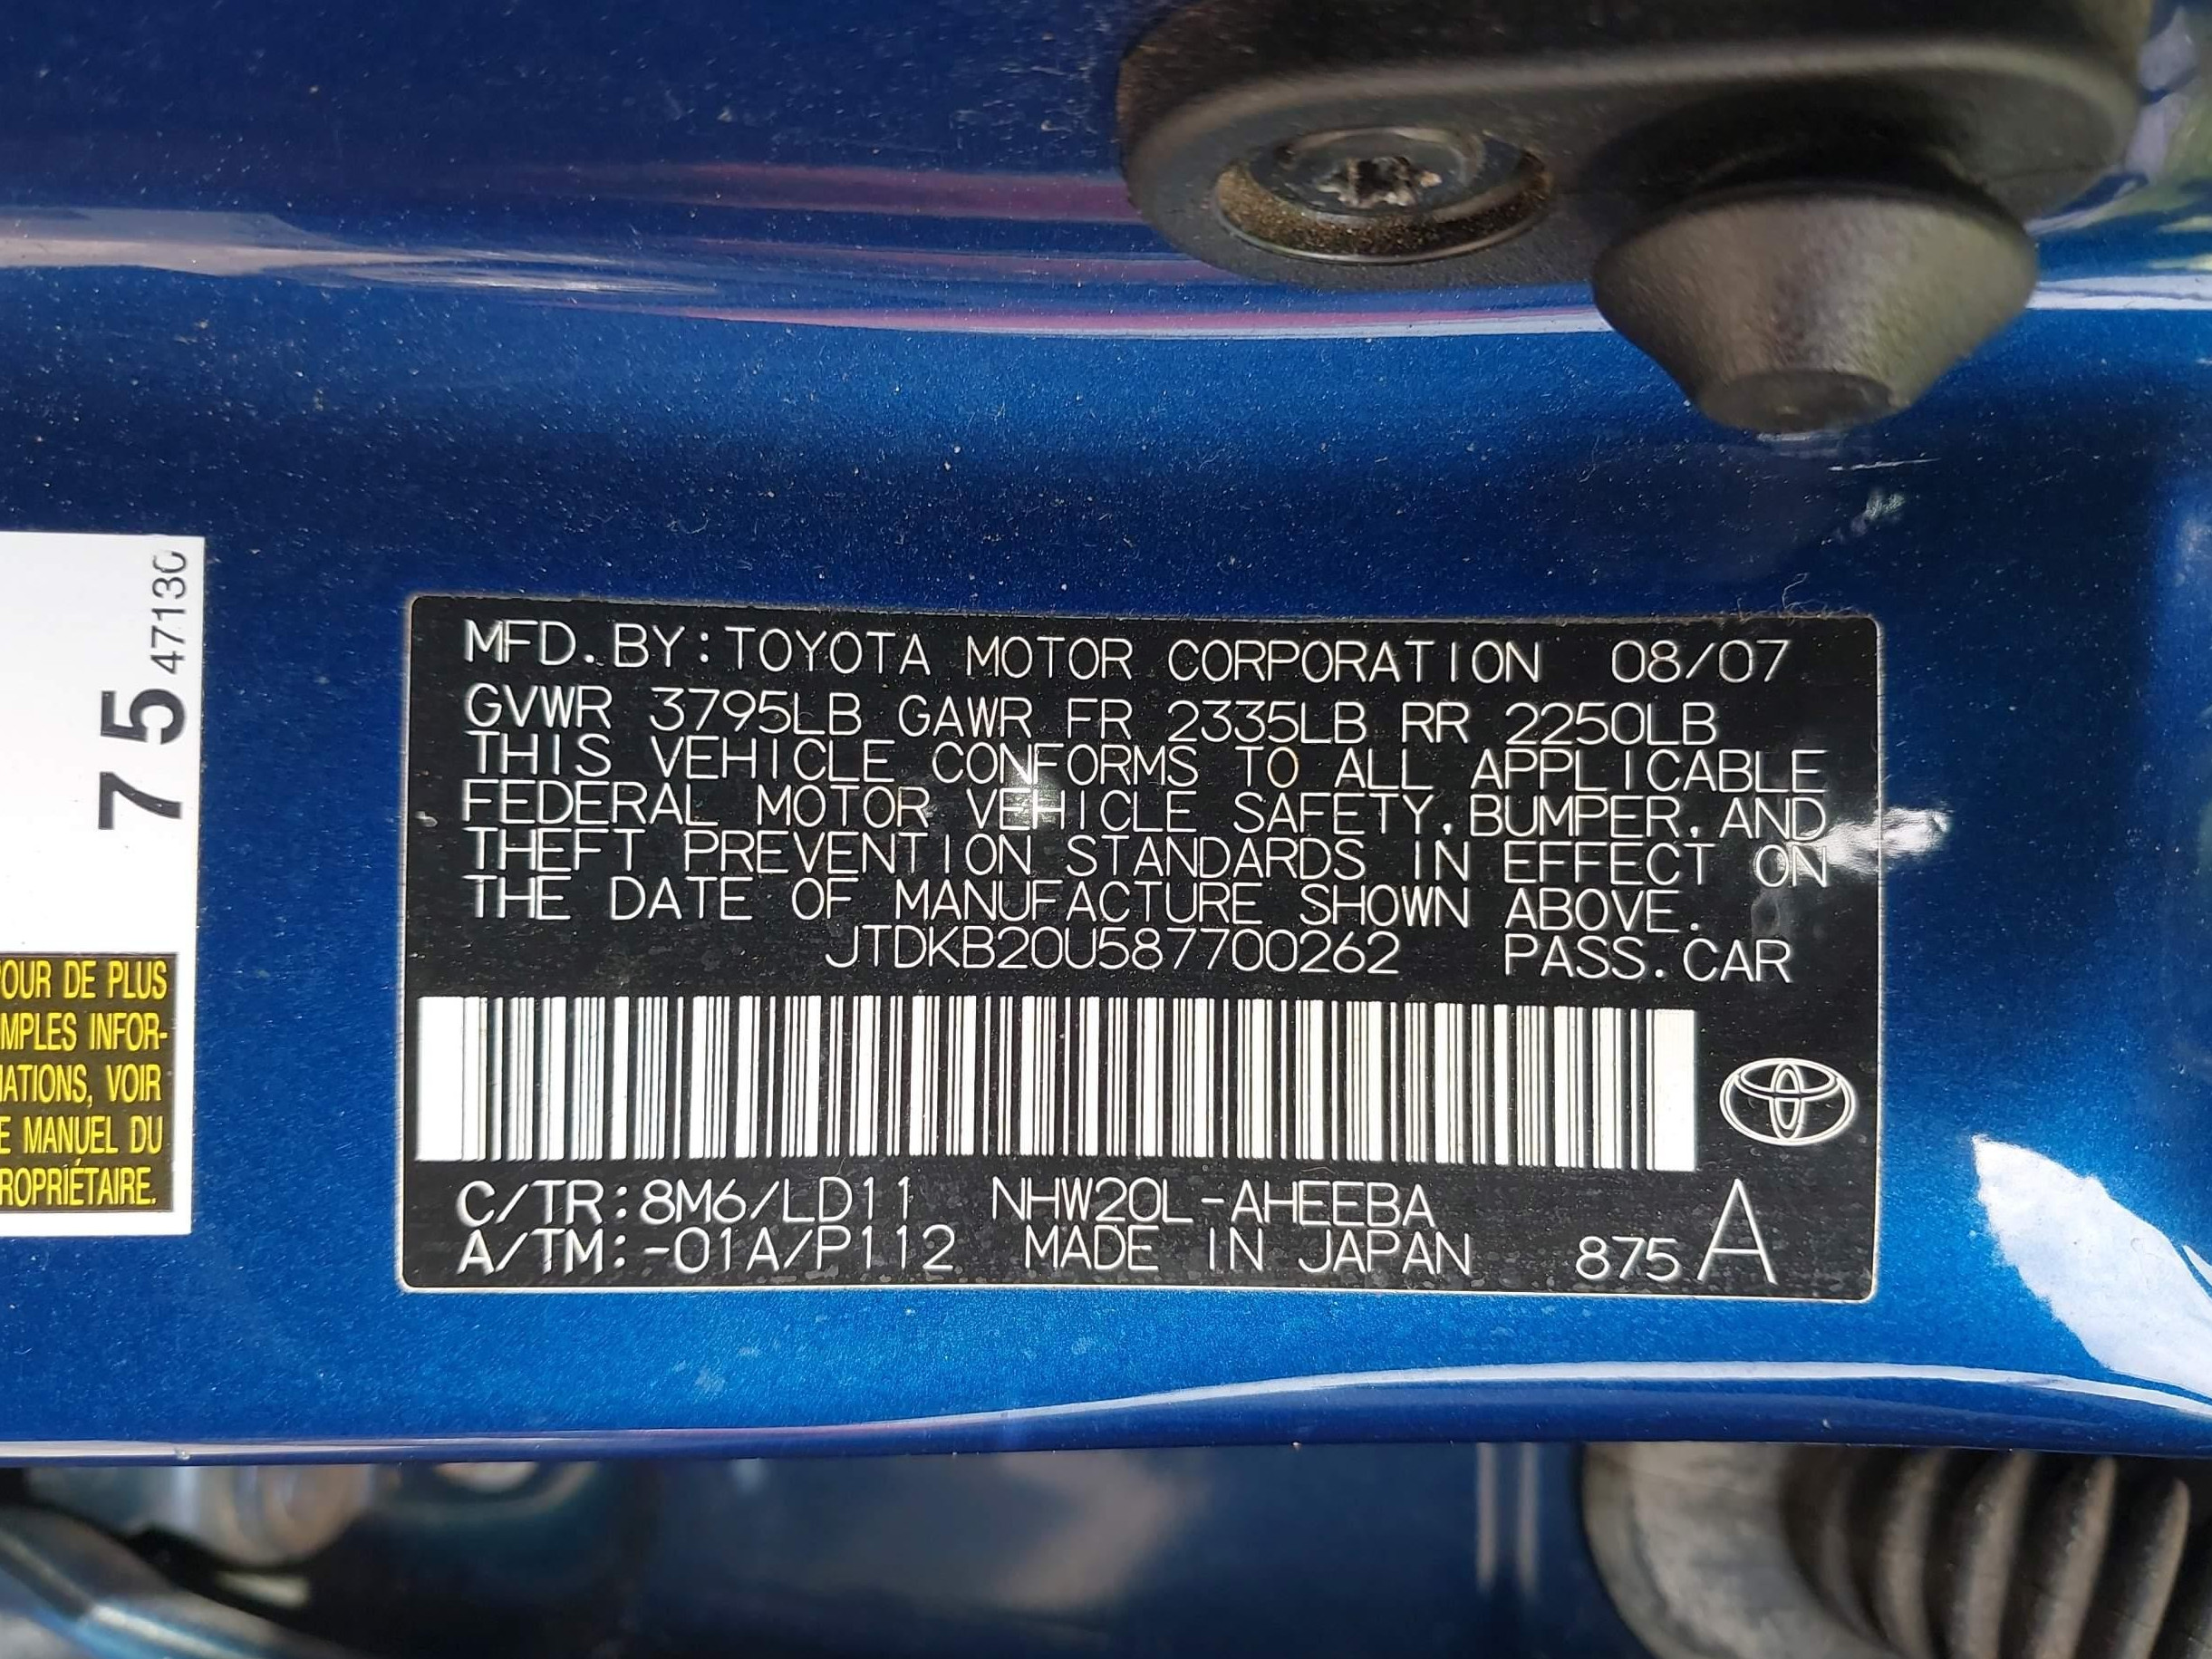 MFD.BY:TOYOTA MOTOR CORPORATION 08/07
GVWR 3795LB GAWR FR 2335LB RR 2250LB
THIS VEHICLE CONFORMS TO ALL APPLICABLE
FEDERAL MOTOR VEHICLE SAFETY,BUMPER,AND
THEFT PREVENTION STANDARDS IN EFFECT ON
THE DATE OF MANUFACTURE SHOWN ABOVE.
JTDKB20U587700262 PASS.CAR
C/TR:8M6/LD11 NHW20L-AHEEBA
A/TM:-01A/P112 MADE IN JAPAN 875A
75 47130
POUR DE PLUS
MPLES INFOR-
MATIONS, VOIR
E MANUEL DU
ROPRIÉTAIRE.